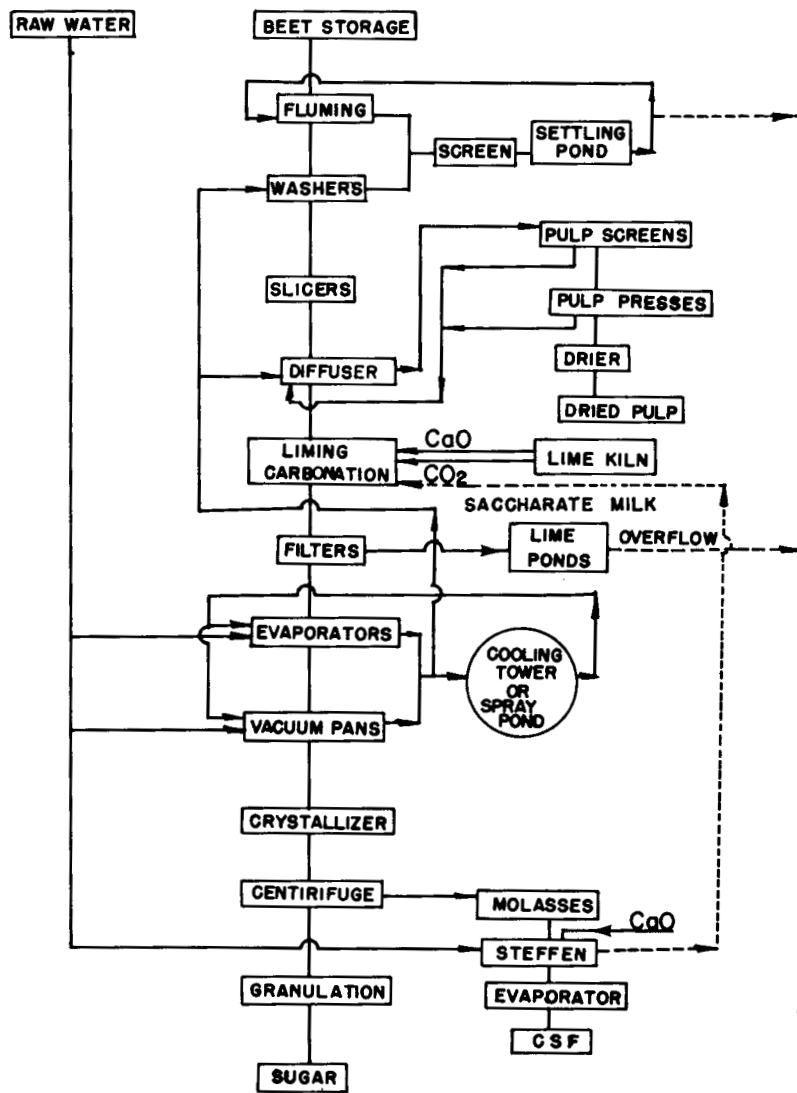 RAW WATER
BEET STORAGE
FLUMING
SCREEN
SETTLING
POND
WASHERS
PULP SCREENS
SLICERS
PULP PRESSES
DIFFUSER
DRIER
DRIED PULP
LIMING
CARBONATION
CaO
CO2
LIME KILN
SACCHARATE MILK
FILTERS
LIME
PONDS
OVERFLOW
EVAPORATORS
COOLING
TOWER
OR
SPRAY
POND
VACUUM PANS
CRYSTALLIZER
CENTIRIFUGE
MOLASSES
CaO
STEFFEN
GRANULATION
EVAPORATOR
CSF
SUGAR